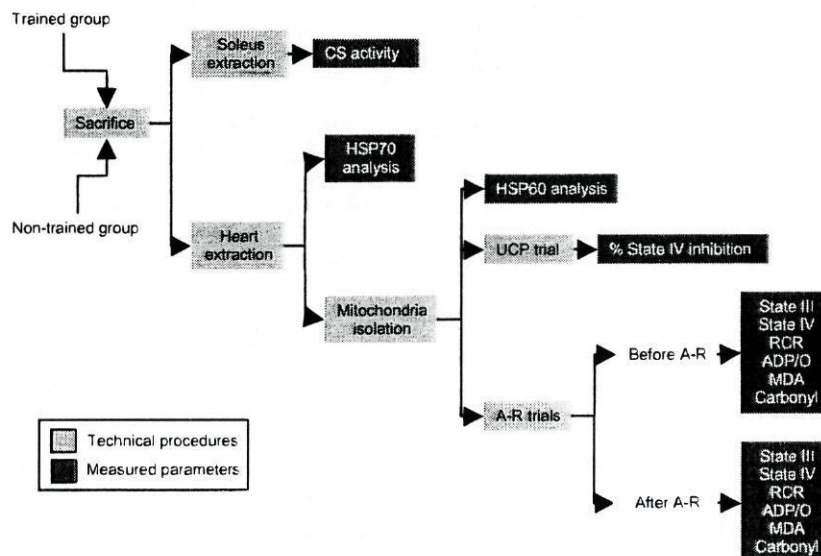 Trained group
Soleus
extraction
CS activity
Sacrifice
HSP70
analysis
HSP60 analysis
Non-trained group
Heart
extraction
UCP trial
% State IV inhibition
Mitochondria
isolation
State III
State IV
RCR
ADP/O
MDA
Carbonyl
Before A-R
A-R trials
Technical procedures
Measured parameters
State III
State IV
RCR
ADP/O
MDA
Carbonyl
After A-R